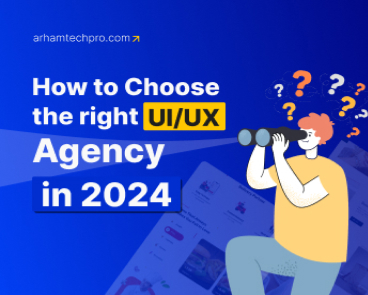 arhamtechpro.com
How to Choose
the right UI/UX
Agency
in 2024
? ? ? ? ? ? ?